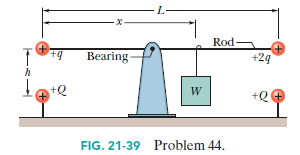 L
x
+q
Bearing
Rod
+2q
h
+Q
W
+Q
FIG. 21-39 Problem 44.